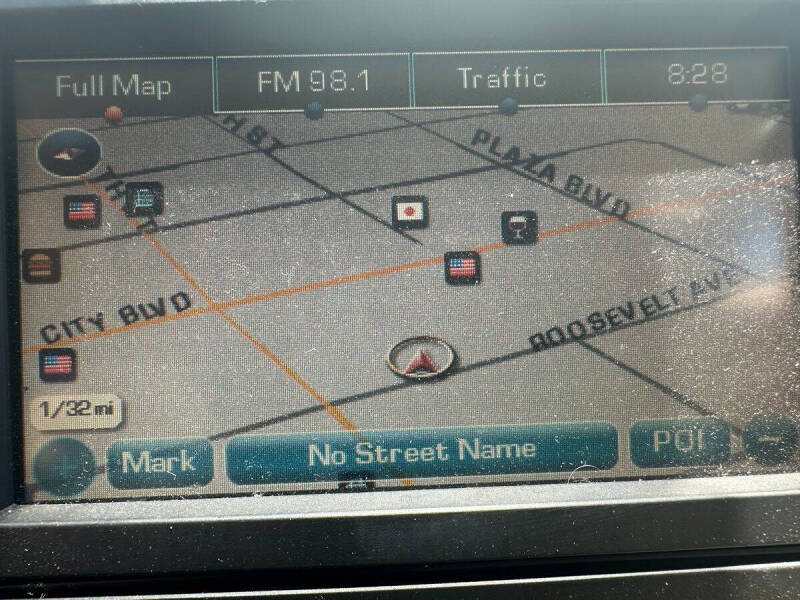 Full Map
FM 98.1
Traffic
8:28
H ST
PLAZA BLVD
CITY BLVD
ROOSEVELT AVE
1/32 mi
+
Mark
No Street Name
POI
-